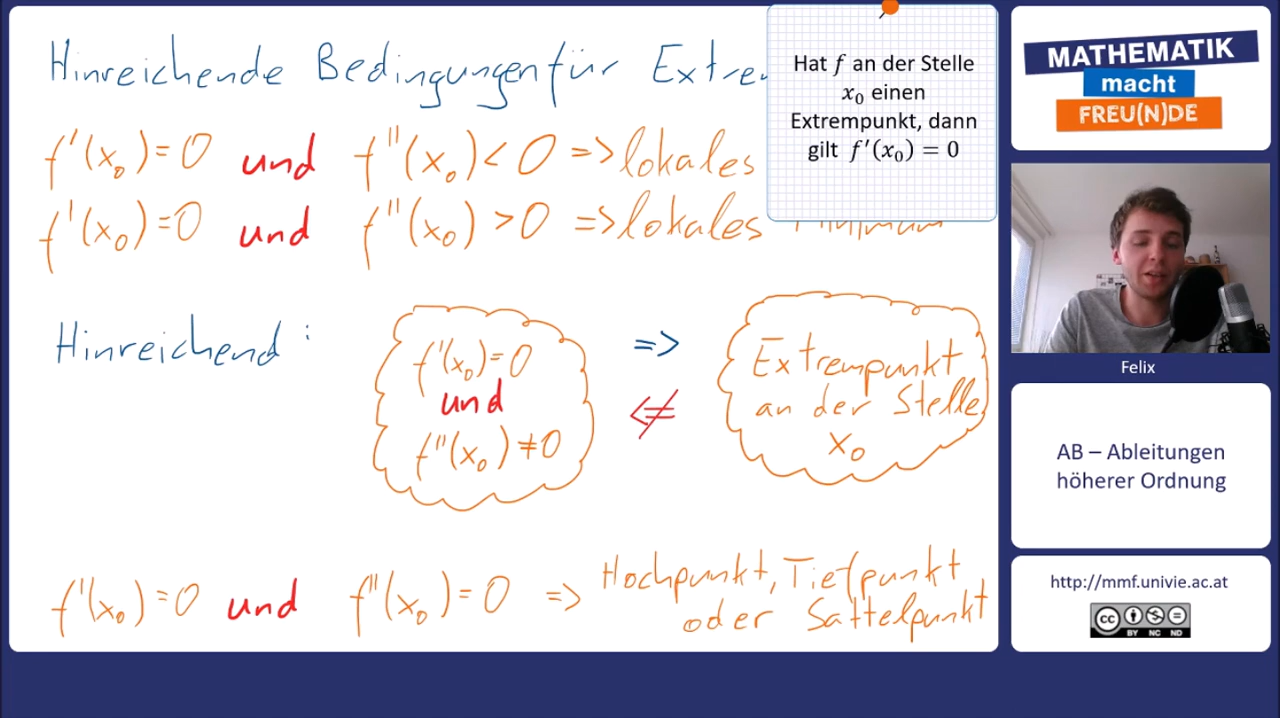 Hinreichende Bedingungen für
f'(x₀)=0 und f''(x₀)<0 => lokales
f'(x₀)=0 und f''(x₀) >0 => lokales
Hat f an der Stelle
x₀ einen
Extrempunkt, dann
gilt f'(x₀) = 0
Hinreichend:
f'(x₀)=0
und
f''(x₀) ≠0
=>
⇍
Extrempunkt
an der Stelle
x₀
f'(x₀)=0 und f''(x₀)=0 => Hochpunkt, Tiefpunkt
oder Sattelpunkt
MATHEMATIK
macht
FREU(N)DE
Felix
AB – Ableitungen
höherer Ordnung
http://mmf.univie.ac.at
cc
BY NC ND